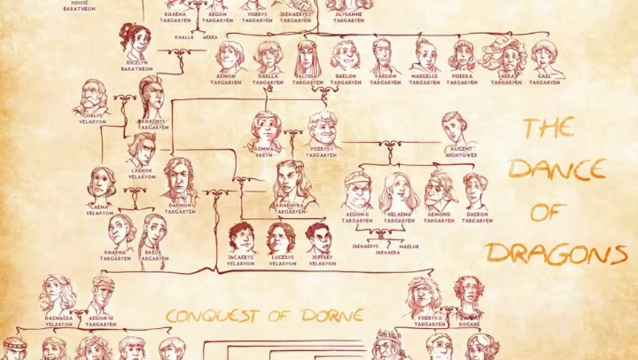 BARATHEON
RHAENA
TARGARYEN
AEGON
TARGARYEN
VISERYS
TARGARYEN
JAEHAERYS
TARGARYEN
ALYSANNE
TARGARYEN
AEREA
JOCELYN
BARATHEON
AEMON
TARGARYEN
DAELLA
TARGARYEN
ALYSSA
TARGARYEN
BAELON
TARGARYEN
VAEGON
TARGARYEN
MAEGELLE
TARGARYEN
VISERRA
TARGARYEN
SAERA
TARGARYEN
GAEL
TARGARYEN
CORLYS
VELARYON
RHAENYS
TARGARYEN
THE
DANCE
OF
DRAGONS
AEMMA
ARRYN
VISERYS I
TARGARYEN
ALICENT
HIGHTOWER
LAENOR
VELARYON
LAENA
VELARYON
DAEMON
TARGARYEN
RHAENYRA
TARGARYEN
AEGON II
TARGARYEN
HELAENA
TARGARYEN
AEMOND
TARGARYEN
DAERON
TARGARYEN
JAEHAERYS
JAEHAERA
MAELOR
RHAENA
TARGARYEN
BAELA
TARGARYEN
JACAERYS
VELARYON
LUCERYS
VELARYON
JOFFREY
VELARYON
DAENAERA
VELARYON
AEGON III
TARGARYEN
CONQUEST OF DORNE
VISERYS II
TARGARYEN
ROGARE